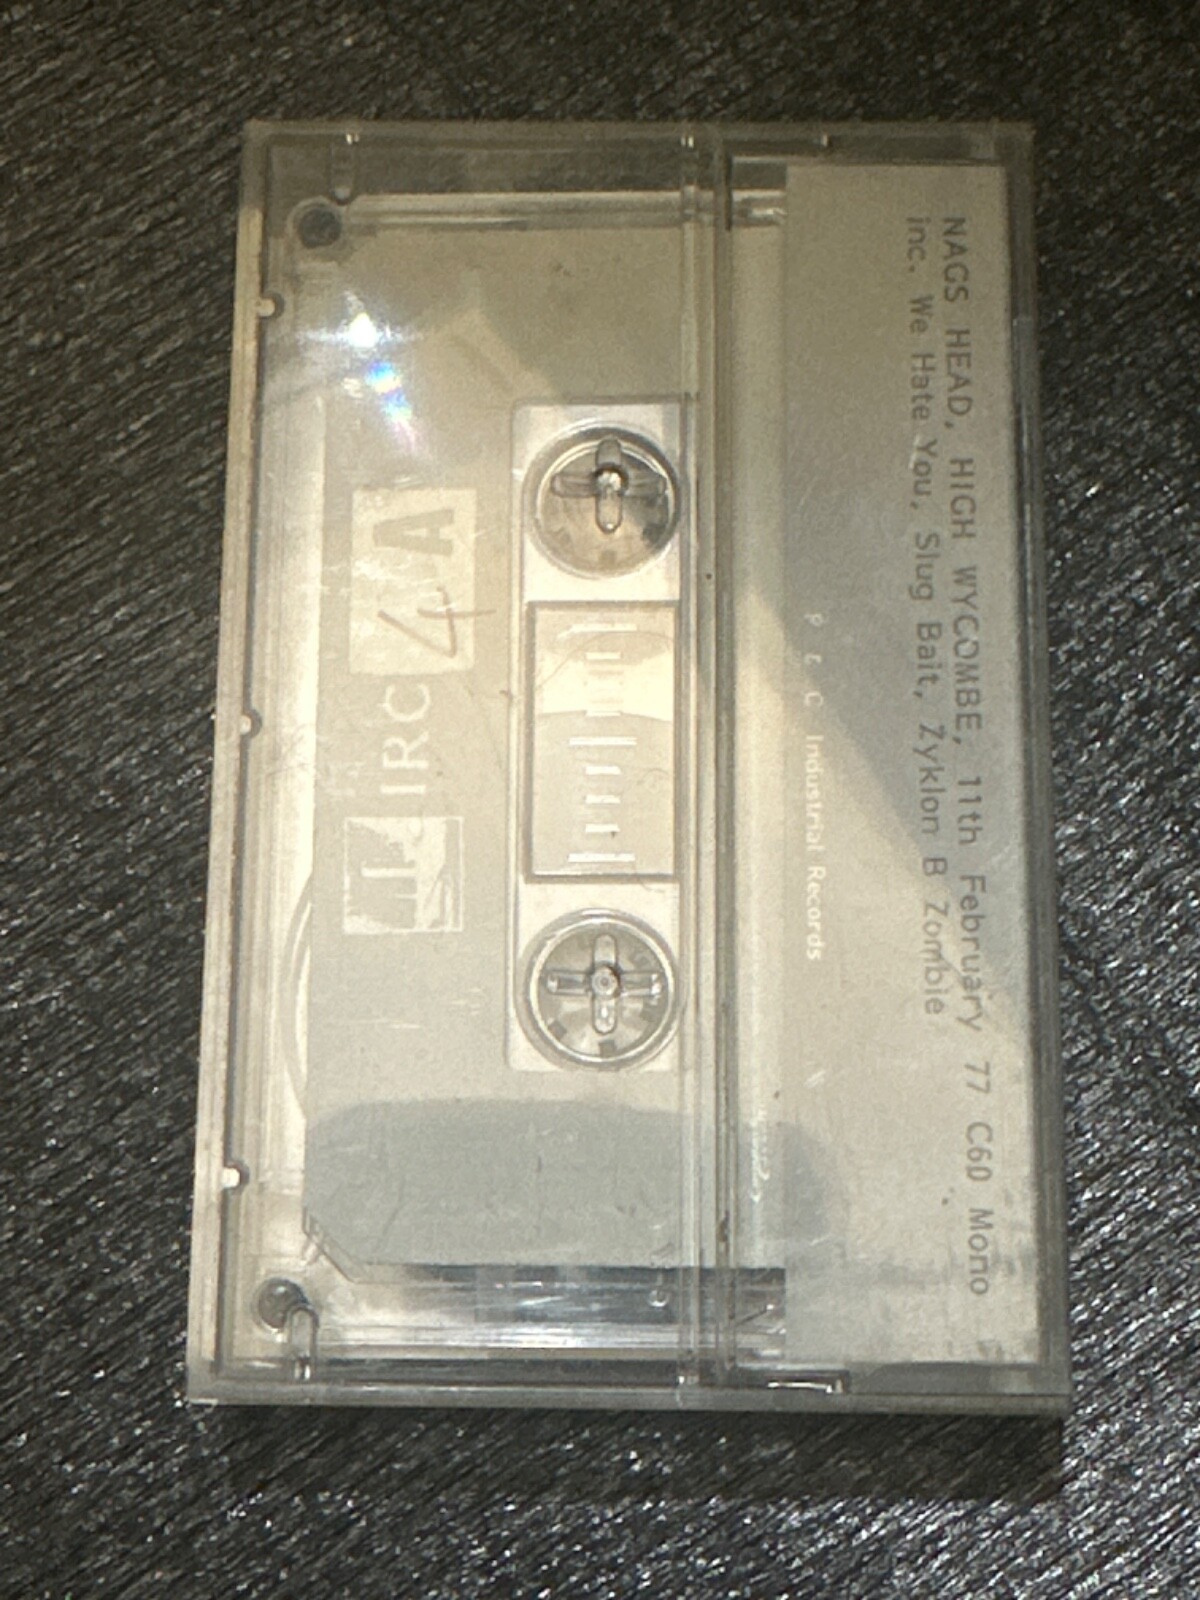 NAGS HEAD, HIGH WYCOMBE, 11th February 77 C60 Mono
inc. We Hate You, Slug Bait, Zyklon B Zombie
P & C Industrial Records
A
IRC 4